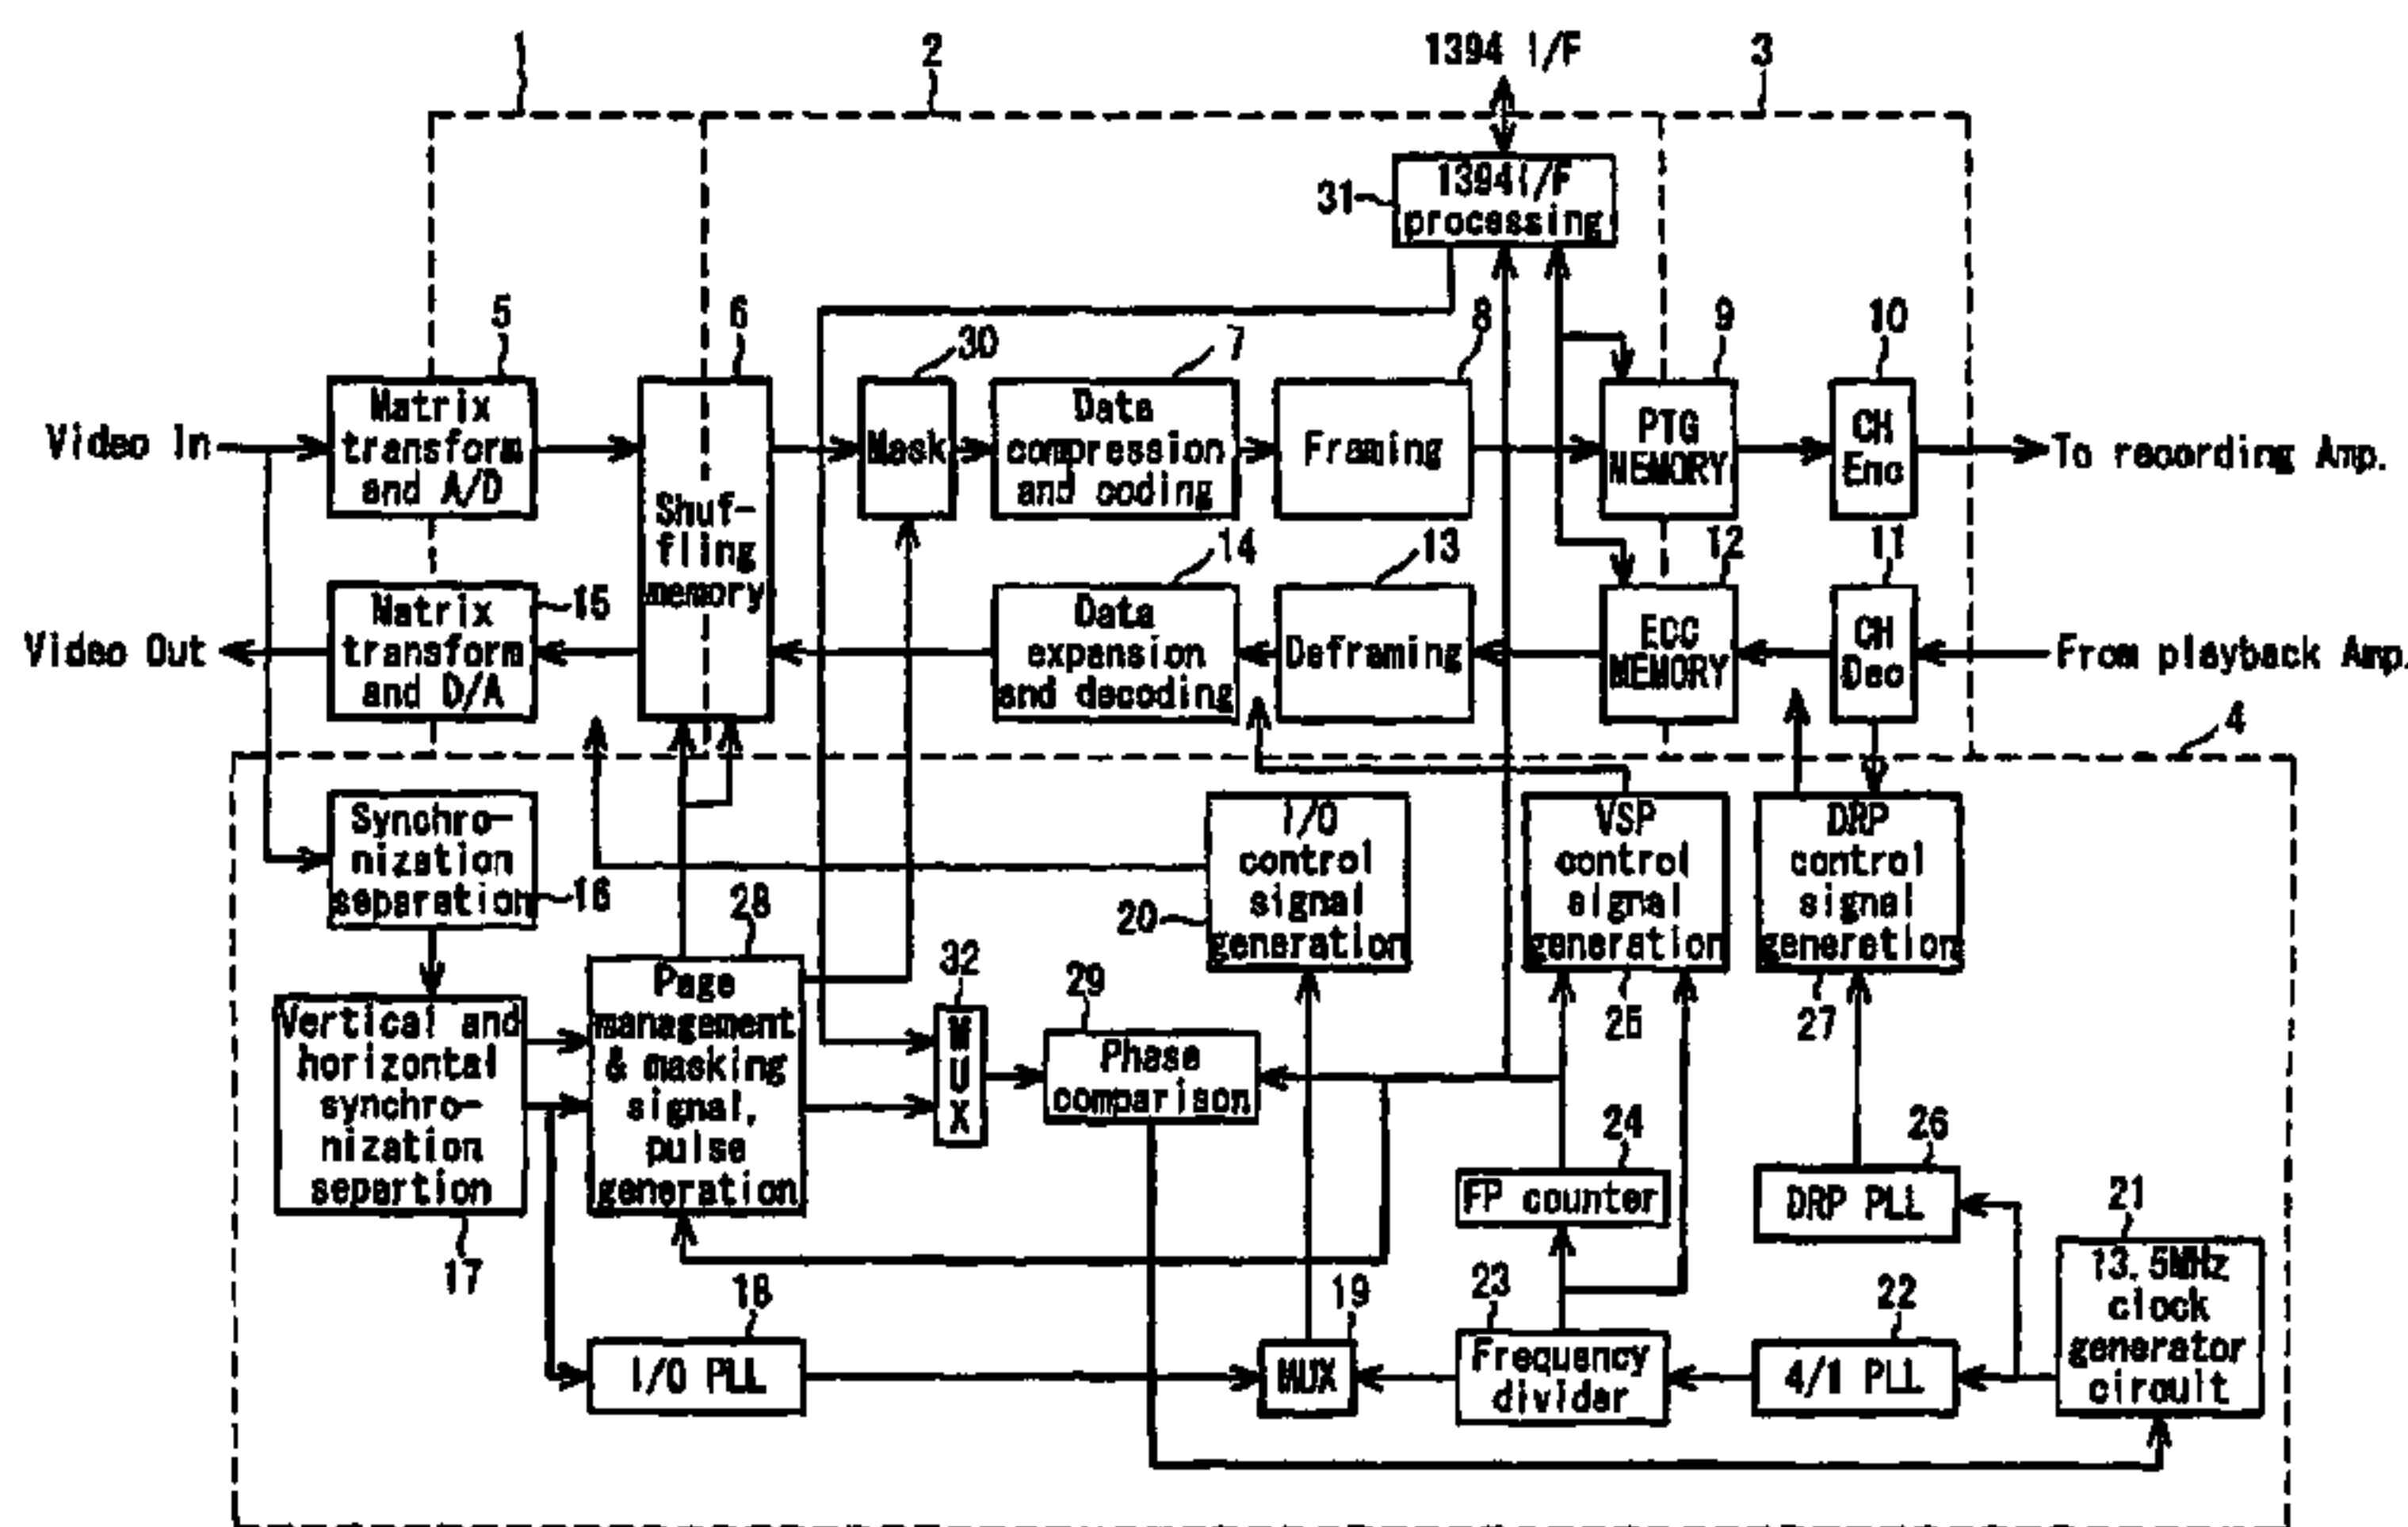 1
2
1394 I/F
3
31
1394I/F
processing
5
6
30
7
8
9
10
Video In
Matrix
transform
and A/D
Shuf-
fling
memory
Mask
Data
compression
and coding
Framing
PTG
MEMORY
CH
Enc
To recording Amp.
14
13
12
11
Video Out
Matrix
transform
and D/A
15
Data
expansion
and decoding
Deframing
ECC
MEMORY
CH
Dec
From playback Amp.
4
Synchro-
nization
separation
16
I/O
control
signal
generation
20
VSP
control
signal
generation
25
DRP
control
signal
generation
27
28
32
29
Vertical and
horizontal
synchro-
nization
separtion
17
Page
management
& masking
signal,
pulse
generation
M
U
X
Phase
comparison
24
FP counter
26
DRP PLL
21
13.5MHz
clock
generator
circuit
18
I/O PLL
19
MUX
23
Frequency
divider
22
4/1 PLL